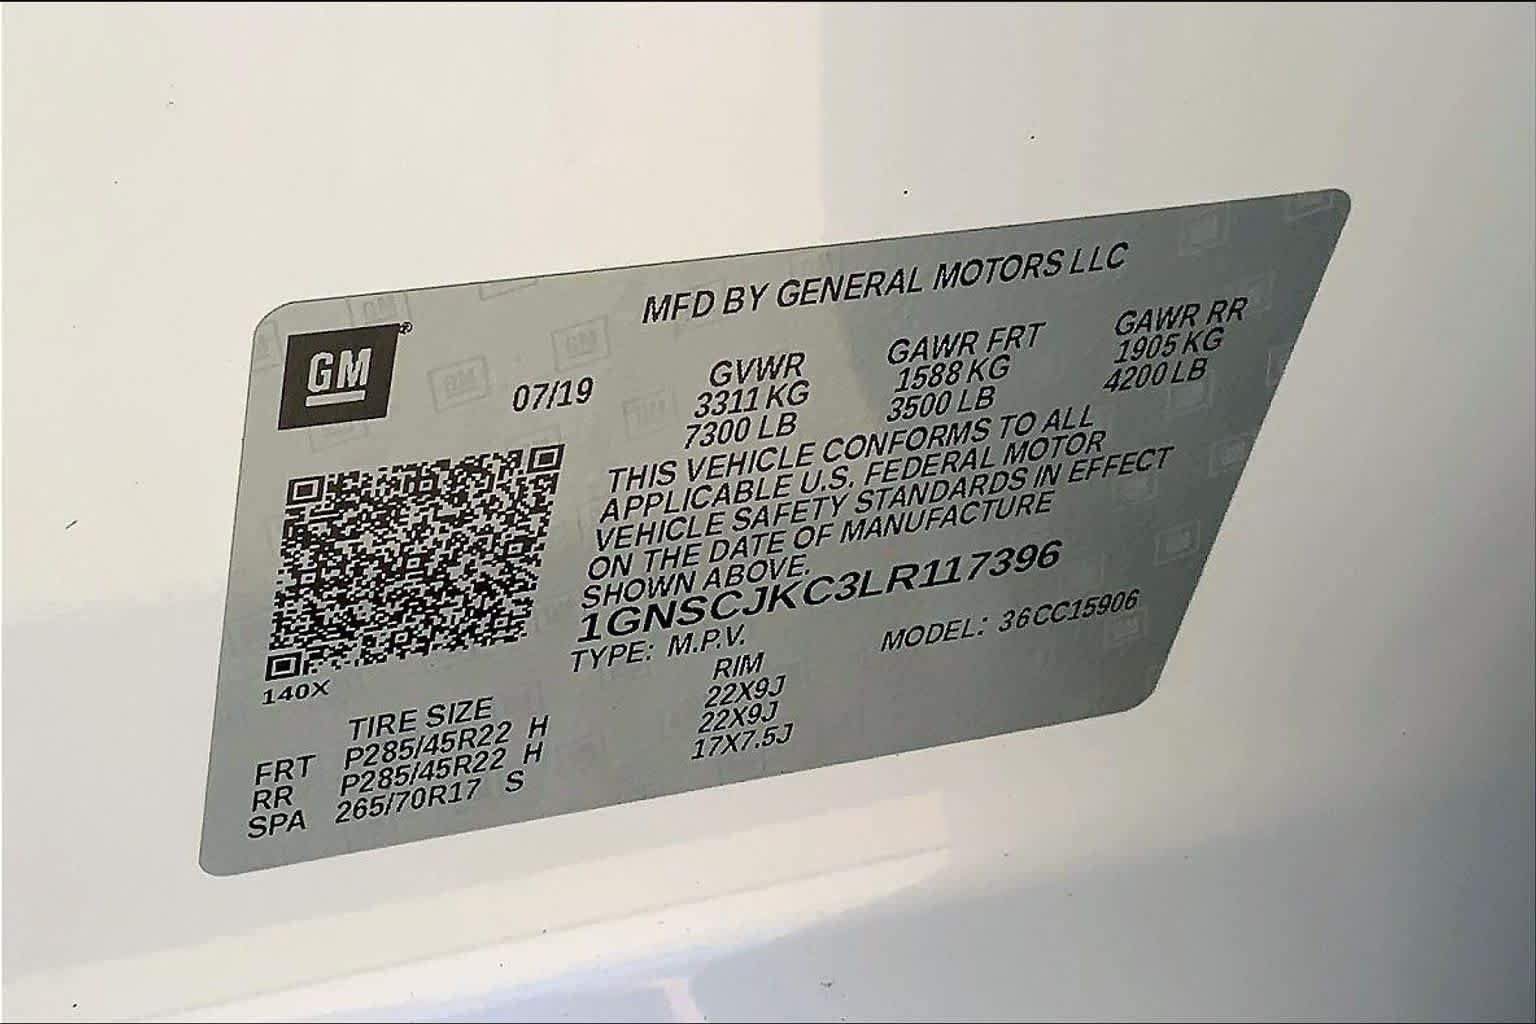 MFD BY GENERAL MOTORS LLC
GM®
07/19
GVWR GAWR FRT GAWR RR
3311 KG 1588 KG 1905 KG
7300 LB 3500 LB 4200 LB
THIS VEHICLE CONFORMS TO ALL
APPLICABLE U.S. FEDERAL MOTOR
VEHICLE SAFETY STANDARDS IN EFFECT
ON THE DATE OF MANUFACTURE
SHOWN ABOVE.
1GNSCJKC3LR117396
TYPE: M.P.V. MODEL: 36CC15906
140X
TIRE SIZE RIM
FRT P285/45R22 H 22X9J
RR P285/45R22 H 22X9J
SPA 265/70R17 S 17X7.5J